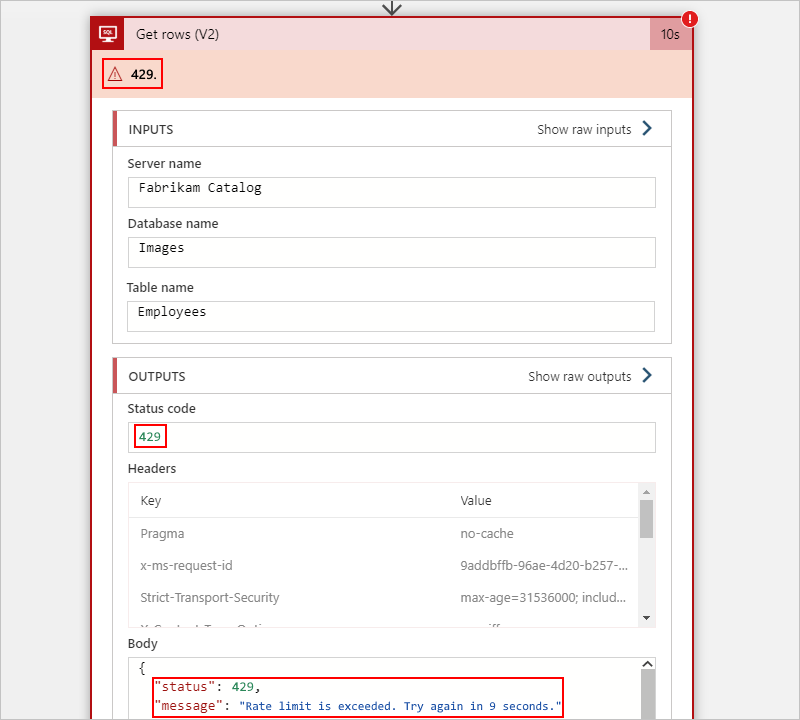 SQL
Get rows (V2)
10s
!
429.
INPUTS
Show raw inputs
Server name
Fabrikam Catalog
Database name
Images
Table name
Employees
OUTPUTS
Show raw outputs
Status code
429
Headers
Key Value
Pragma no-cache
x-ms-request-id 9addbffb-96ae-4d20-b257-...
Strict-Transport-Security max-age=31536000; includ...
Body
{
"status": 429,
"message": "Rate limit is exceeded. Try again in 9 seconds."